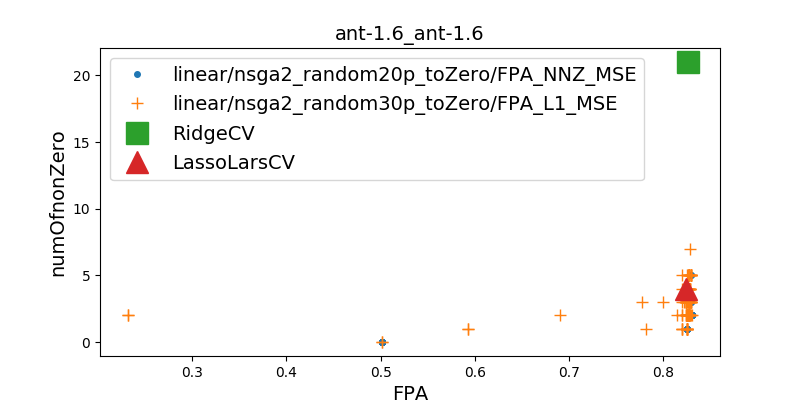 ant-1.6_ant-1.6
linear/nsga2_random20p_toZero/FPA_NNZ_MSE
linear/nsga2_random30p_toZero/FPA_L1_MSE
RidgeCV
LassoLarsCV
numOfnonZero
20
15
10
5
0
0.3 0.4 0.5 0.6 0.7 0.8
FPA